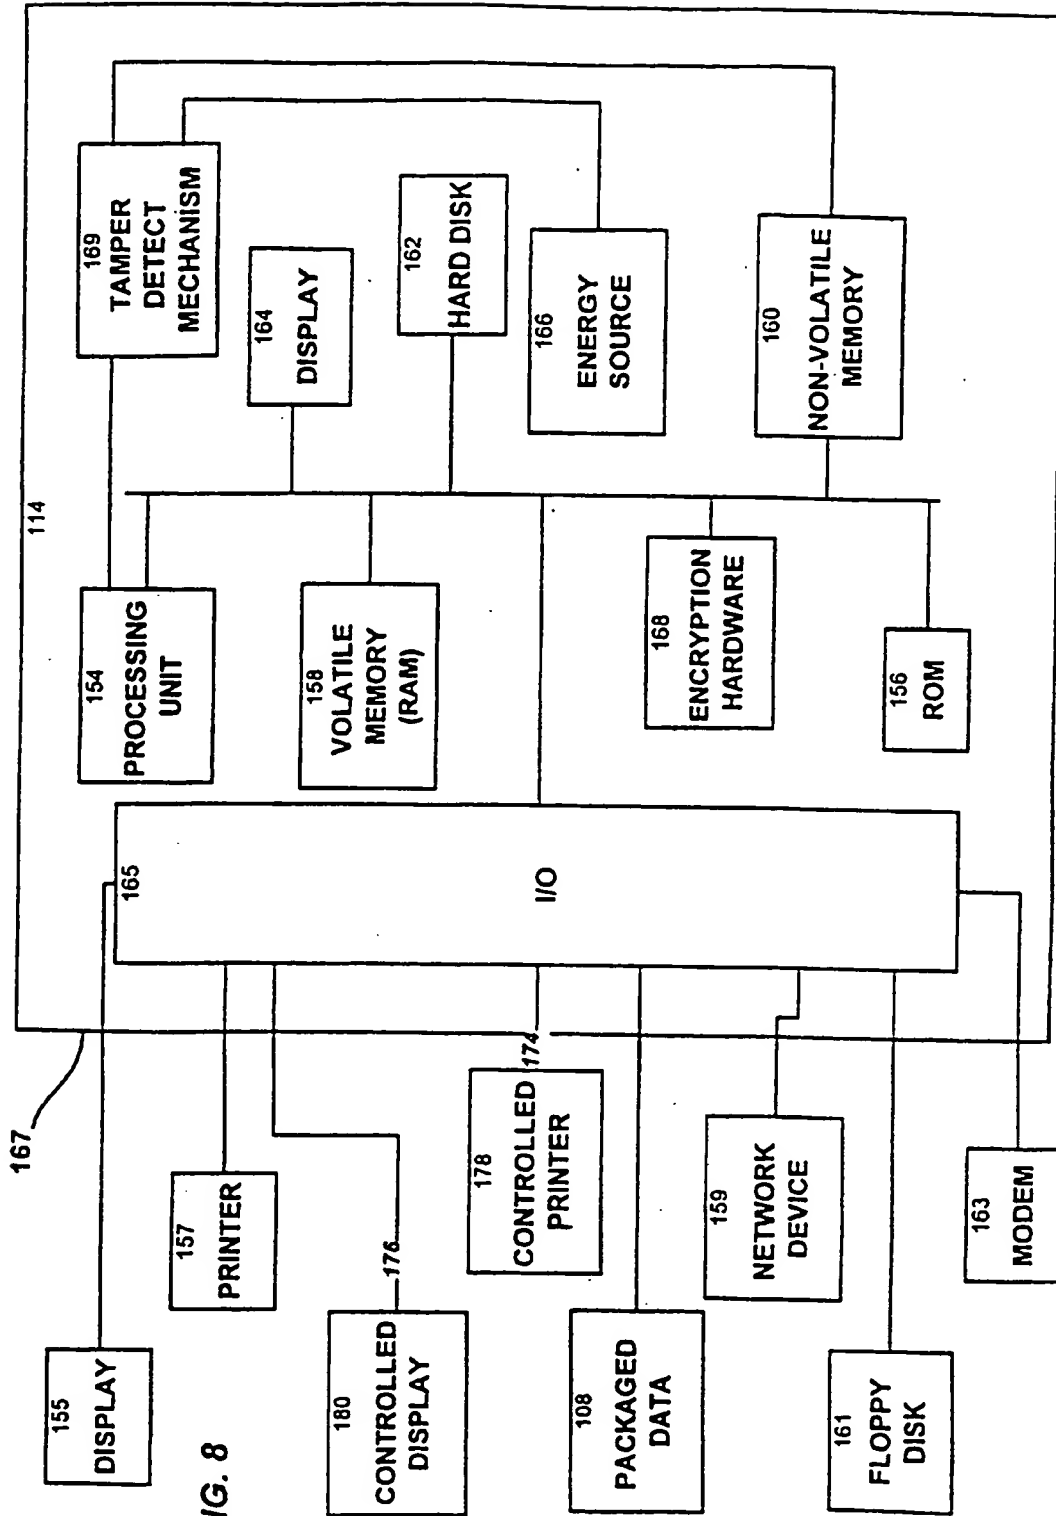 114
169
TAMPER
DETECT
MECHANISM
164
DISPLAY
162
HARD DISK
166
ENERGY
SOURCE
160
NON-VOLATILE
MEMORY
154
PROCESSING
UNIT
158
VOLATILE
MEMORY
(RAM)
168
ENCRYPTION
HARDWARE
156
ROM
165
I/O
167
174
176
157
PRINTER
178
CONTROLLED
PRINTER
159
NETWORK
DEVICE
163
MODEM
155
DISPLAY
180
CONTROLLED
DISPLAY
108
PACKAGED
DATA
161
FLOPPY
DISK
IG. 8